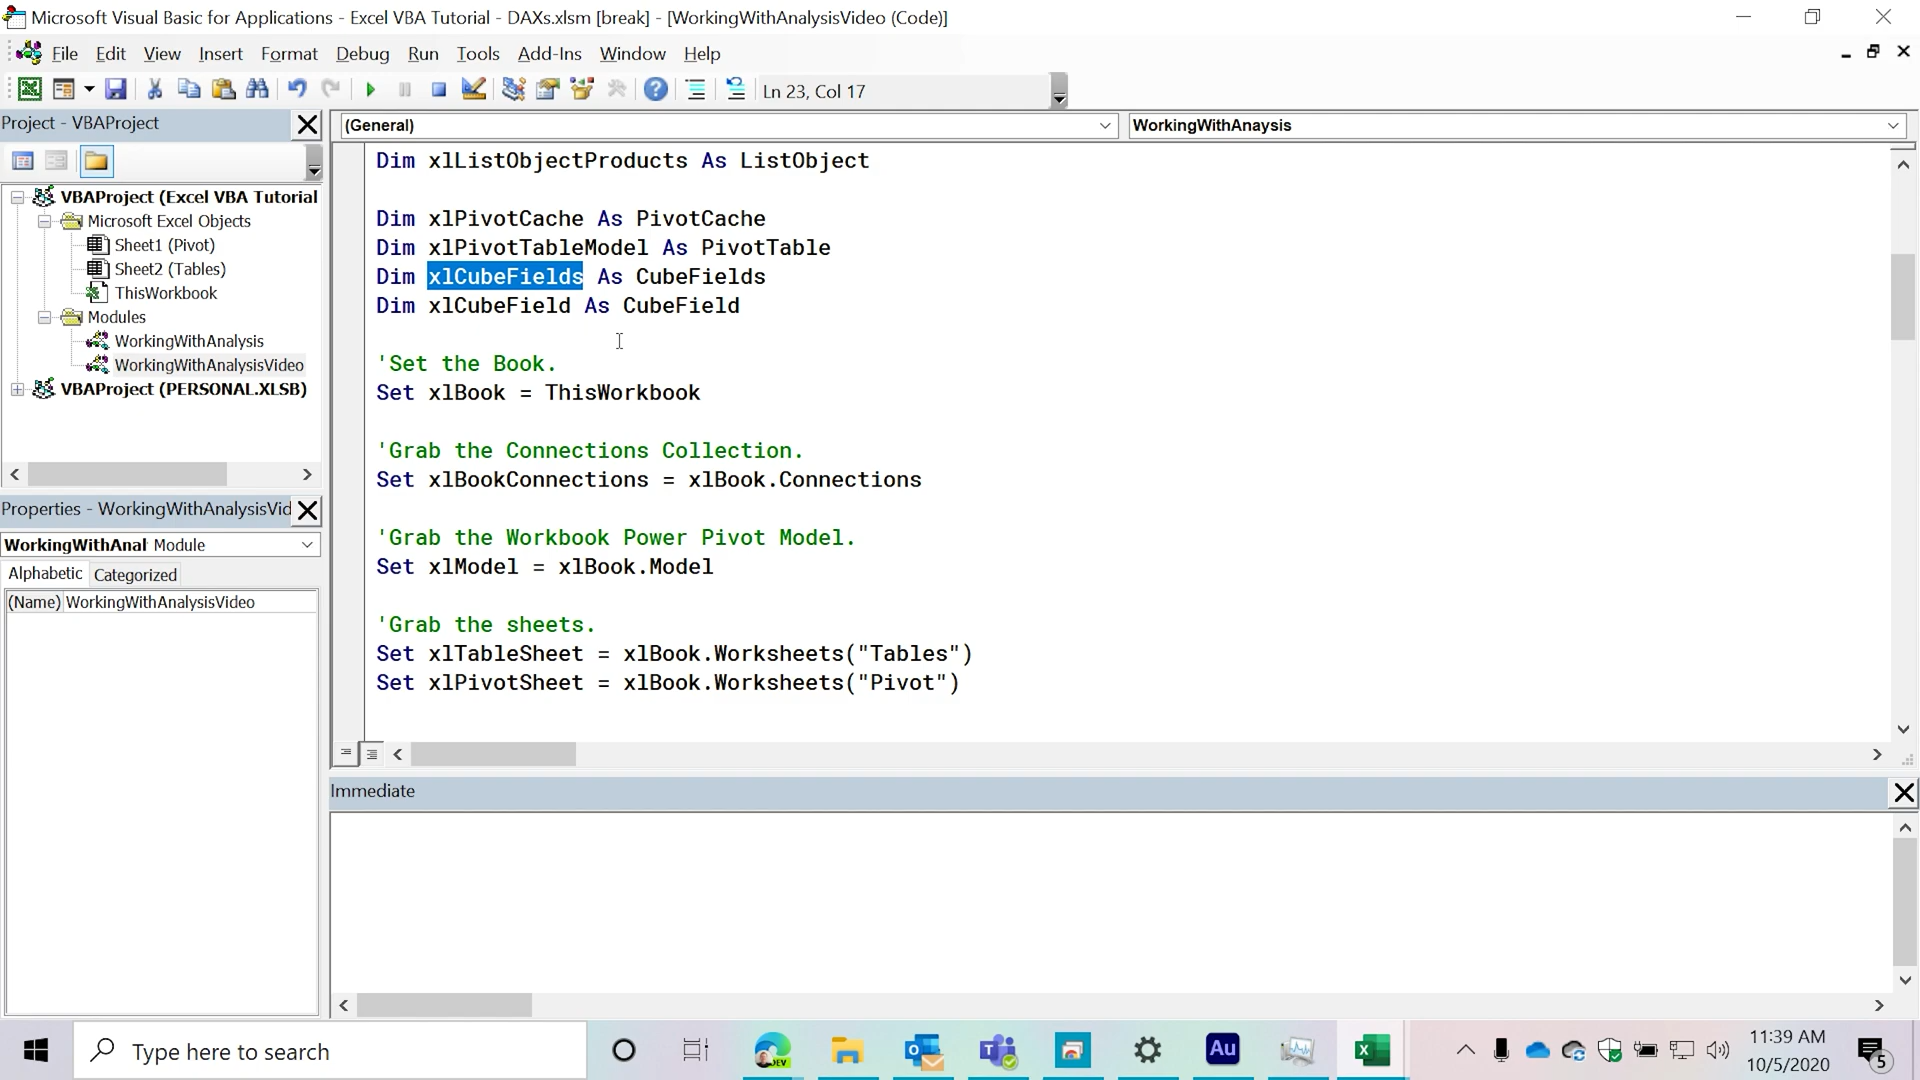 Microsoft Visual Basic for Applications - Excel VBA Tutorial - DAXs.xlsm [break] - [WorkingWithAnalysisVideo (Code)]
File Edit View Insert Format Debug Run Tools Add-Ins Window Help
Ln 23, Col 17
Project - VBAProject
VBAProject (Excel VBA Tutorial
Microsoft Excel Objects
Sheet1 (Pivot)
Sheet2 (Tables)
ThisWorkbook
Modules
WorkingWithAnalysis
WorkingWithAnalysisVideo
VBAProject (PERSONAL.XLSB)
Properties - WorkingWithAnalysisVid
WorkingWithAnal Module
Alphabetic Categorized
(Name) WorkingWithAnalysisVideo
(General) WorkingWithAnaysis
Dim xlListObjectProducts As ListObject
Dim xlPivotCache As PivotCache
Dim xlPivotTableModel As PivotTable
Dim xlCubeFields As CubeFields
Dim xlCubeField As CubeField
'Set the Book.
Set xlBook = ThisWorkbook
'Grab the Connections Collection.
Set xlBookConnections = xlBook.Connections
'Grab the Workbook Power Pivot Model.
Set xlModel = xlBook.Model
'Grab the sheets.
Set xlTableSheet = xlBook.Worksheets("Tables")
Set xlPivotSheet = xlBook.Worksheets("Pivot")
Immediate
Type here to search
DEV
Au
11:39 AM
10/5/2020
5